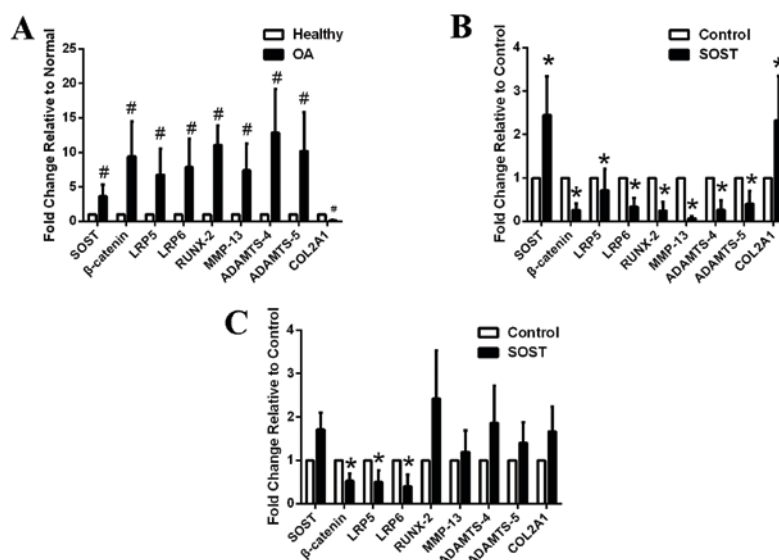 A
Healthy
OA
Fold Change Relative to Normal
25
20
15
10
5
0
SOST
β-catenin
LRP5
LRP6
RUNX-2
MMP-13
ADAMTS-4
ADAMTS-5
COL2A1
# # # # # # # # #
B
Control
SOST
Fold Change Relative to Control
4
3
2
1
0
SOST
β-catenin
LRP5
LRP6
RUNX-2
MMP-13
ADAMTS-4
ADAMTS-5
COL2A1
* * * * * * * * *
C
Control
SOST
Fold Change Relative to Control
4
3
2
1
0
SOST
β-catenin
LRP5
LRP6
RUNX-2
MMP-13
ADAMTS-4
ADAMTS-5
COL2A1
* * *